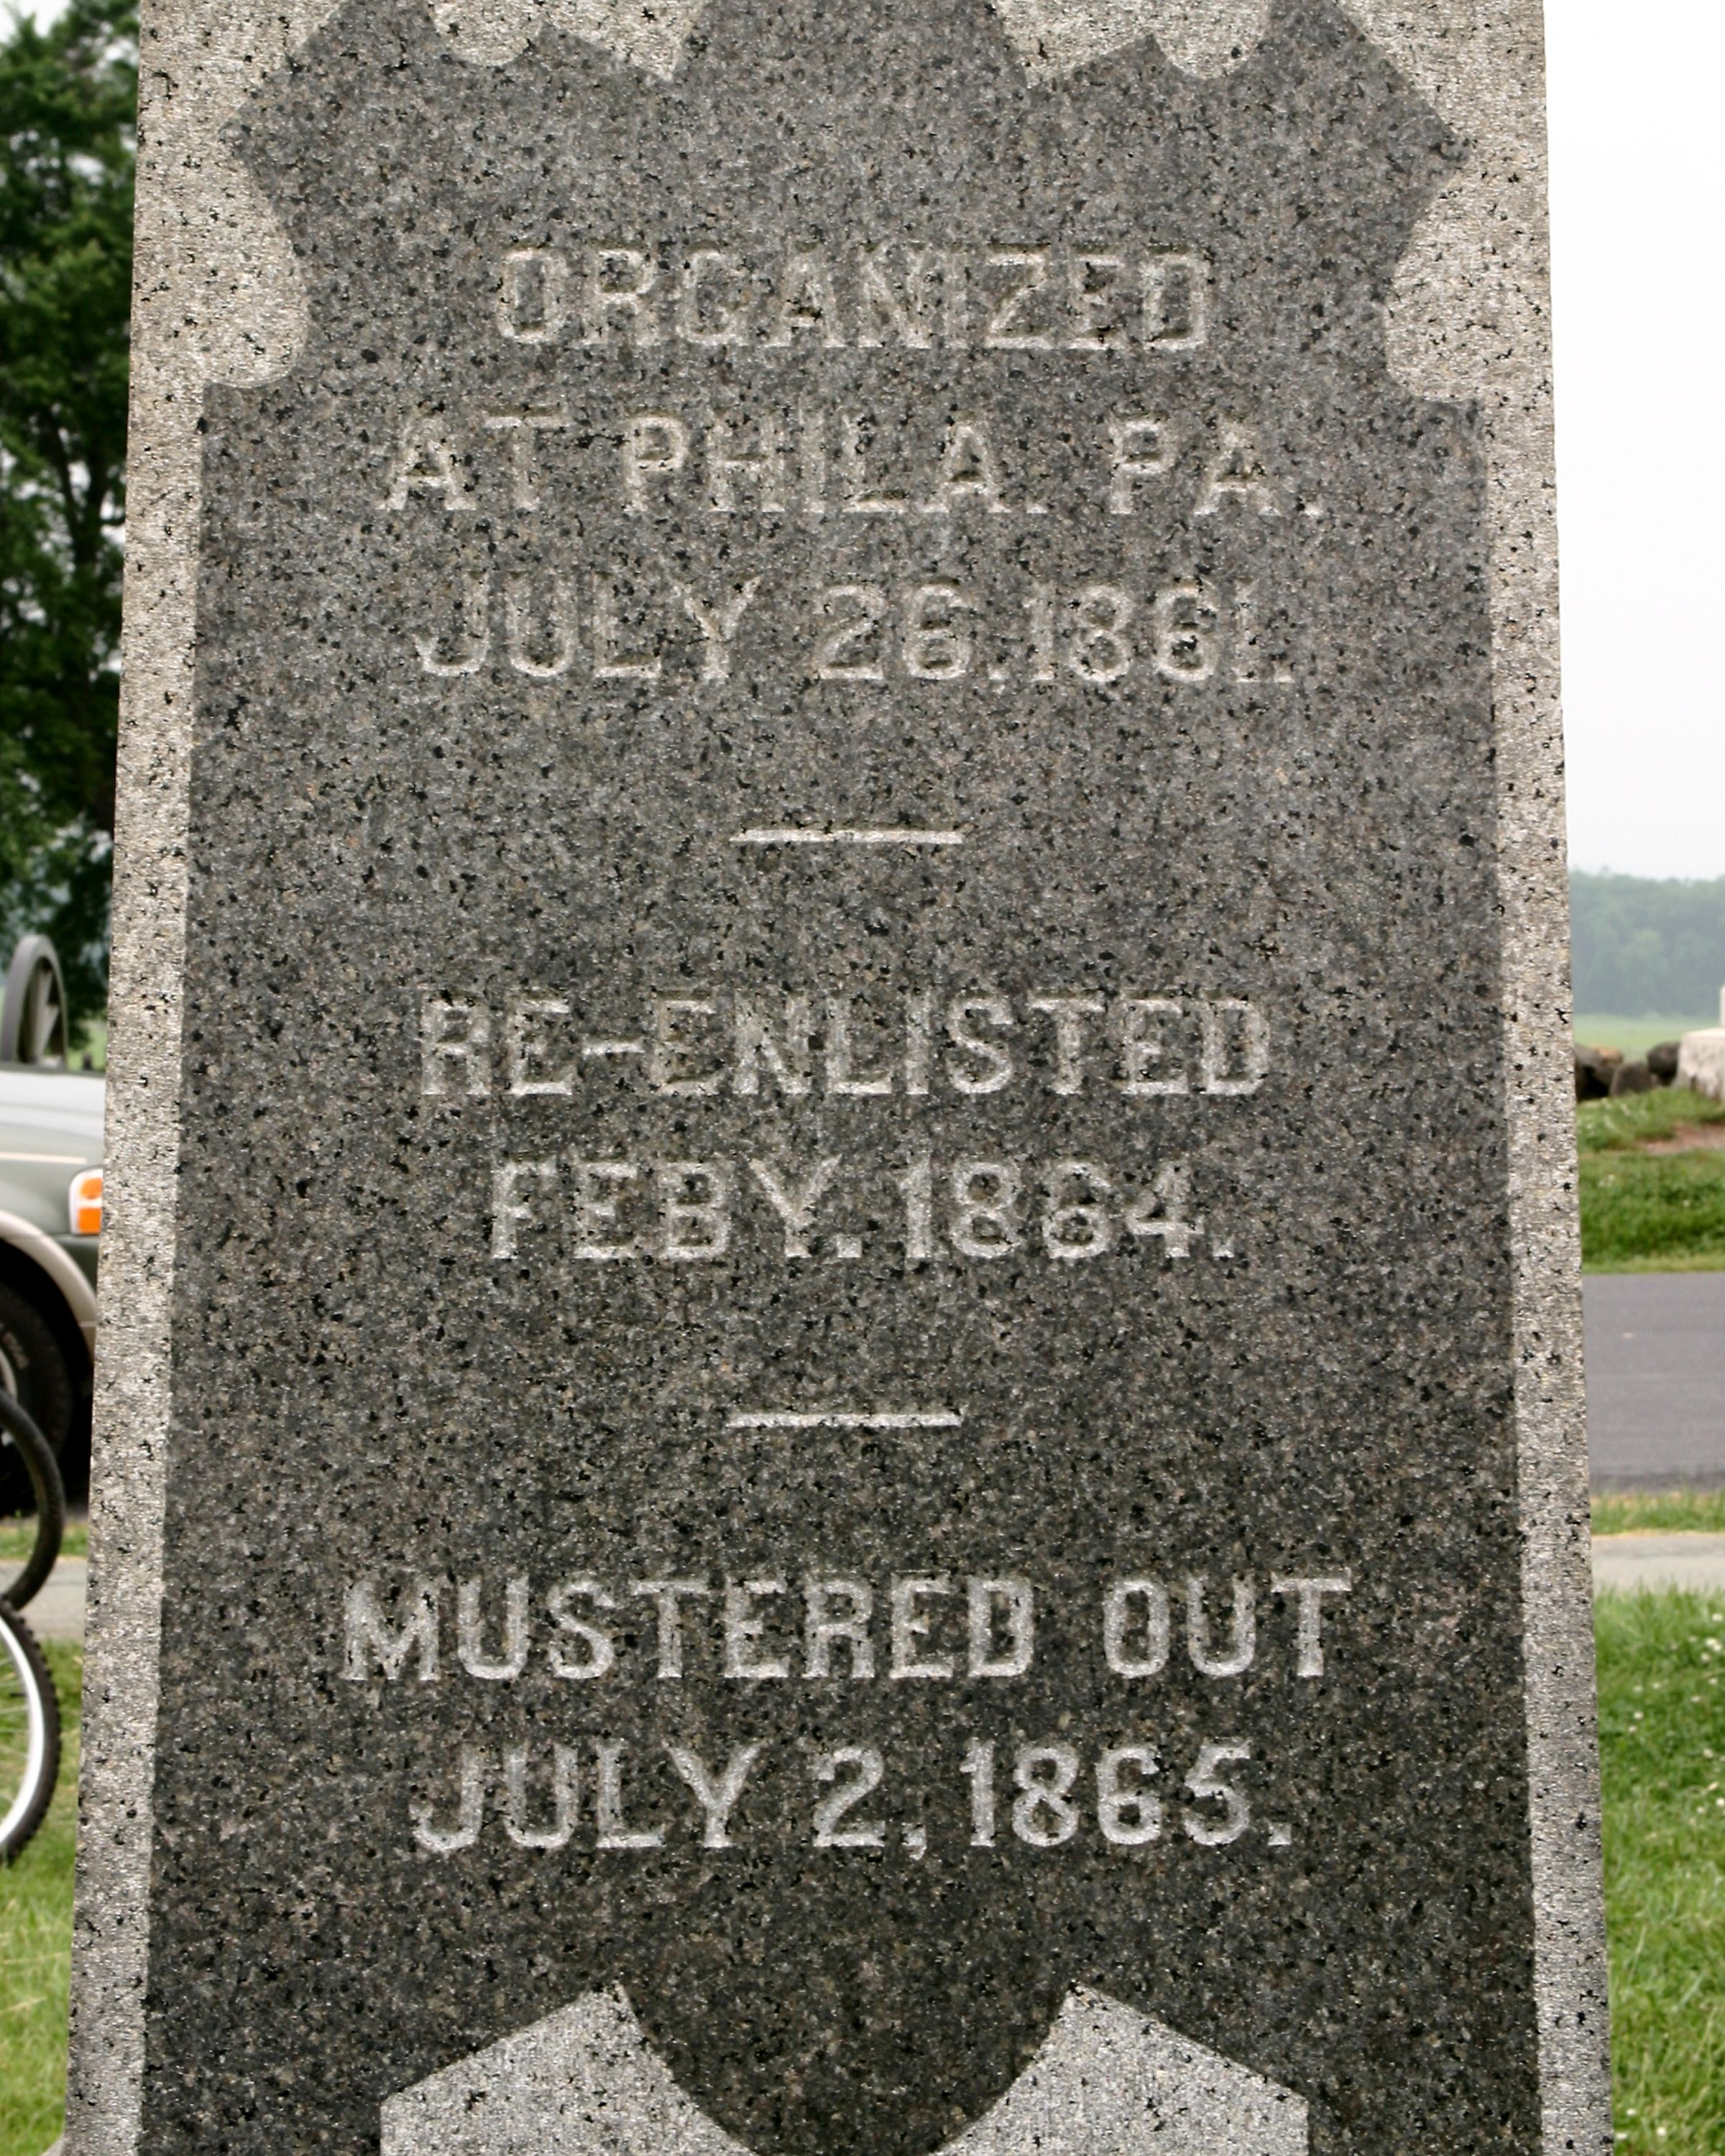 ORGANIZED
AT PHILA. PA.
JULY 26,1861.
RE-ENLISTED
FEBY. 1864.
MUSTERED OUT
JULY 2, 1865.